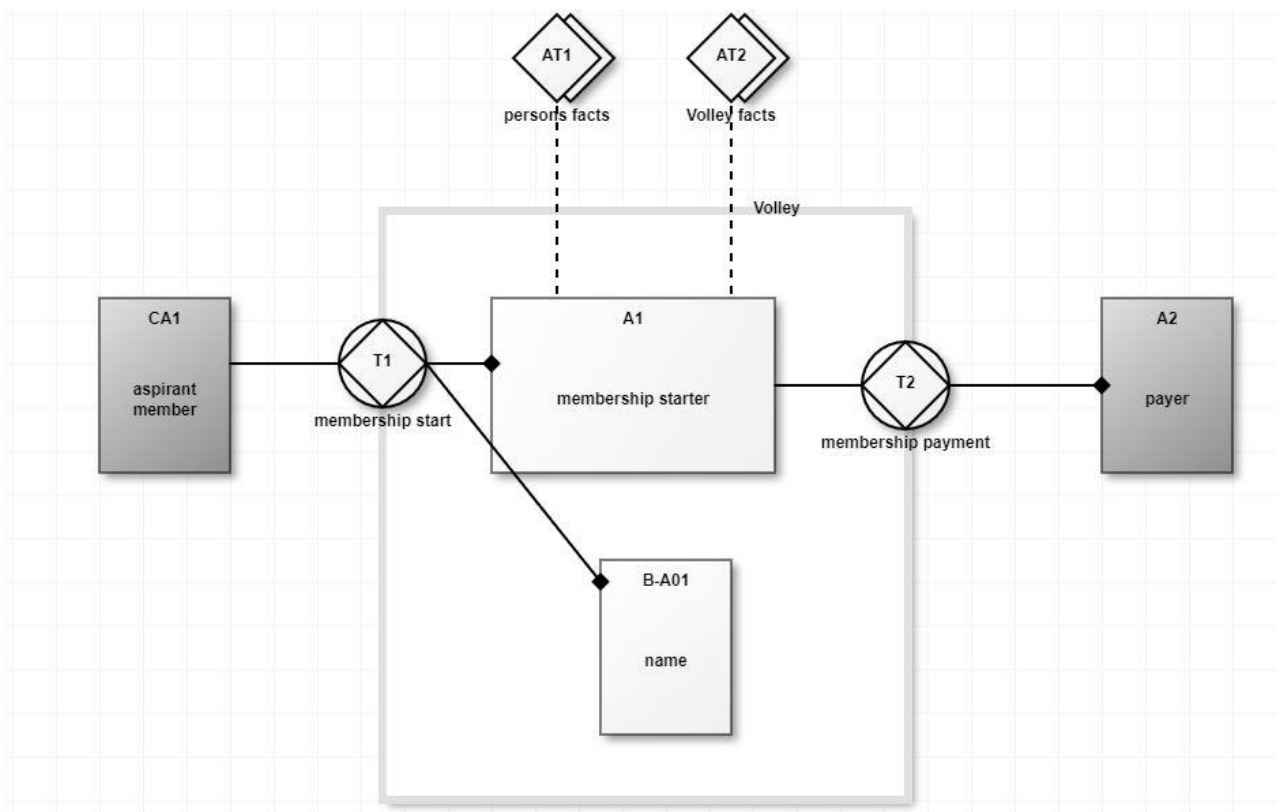 AT1
AT2
persons facts
Volley facts
Volley
CA1
A1
A2
T1
T2
aspirant
member
membership starter
payer
membership start
membership payment
B-A01
name